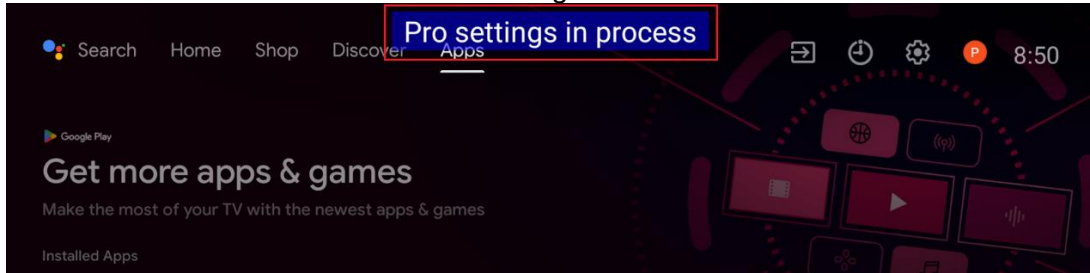 Pro settings in process
Search Home Shop Discover Apps P 8:50
Google Play
Get more apps & games
Make the most of your TV with the newest apps & games
Installed Apps